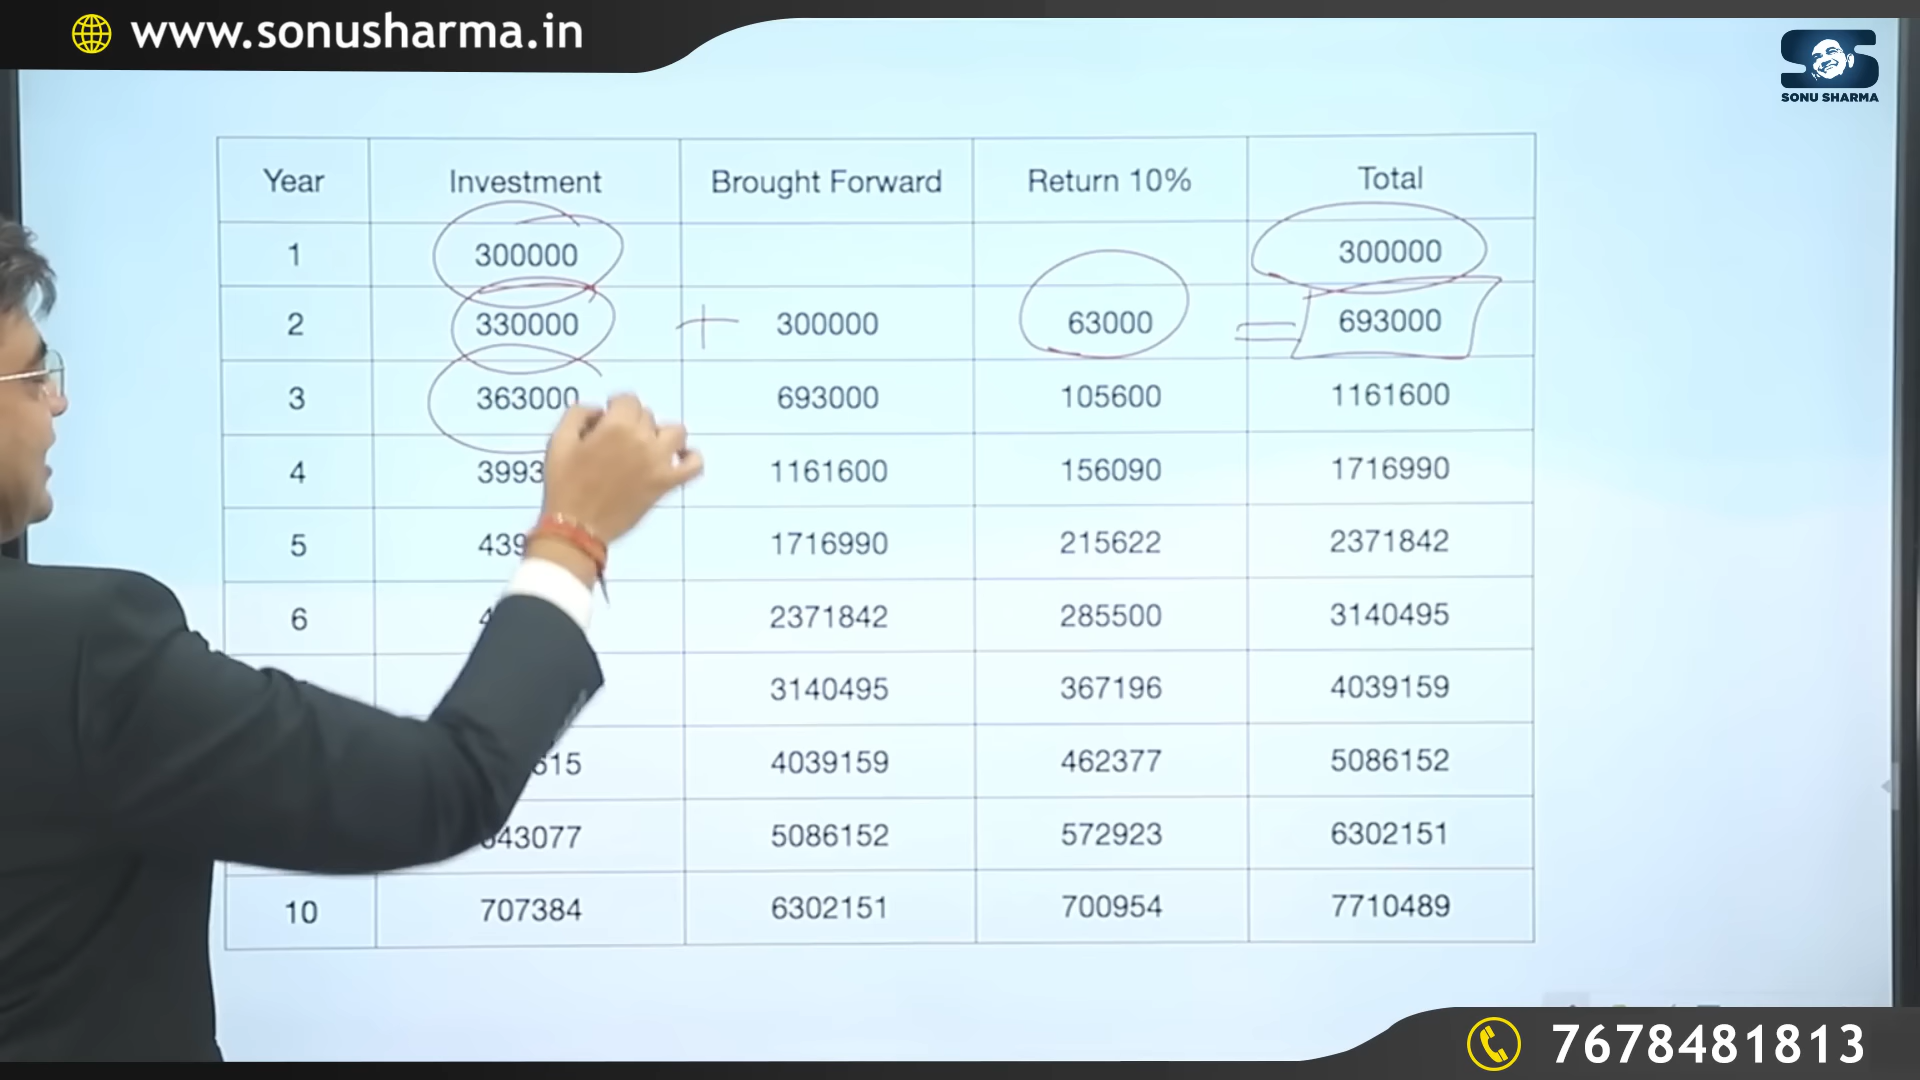 www.sonusharma.in
SONU SHARMA
Year Investment Brought Forward Return 10% Total
1 300000 300000
2 330000 + 300000 63000 = 693000
3 363000 693000 105600 1161600
4 1161600 156090 1716990
5 1716990 215622 2371842
6 2371842 285500 3140495
3140495 367196 4039159
4039159 462377 5086152
5086152 572923 6302151
10 707384 6302151 700954 7710489
7678481813